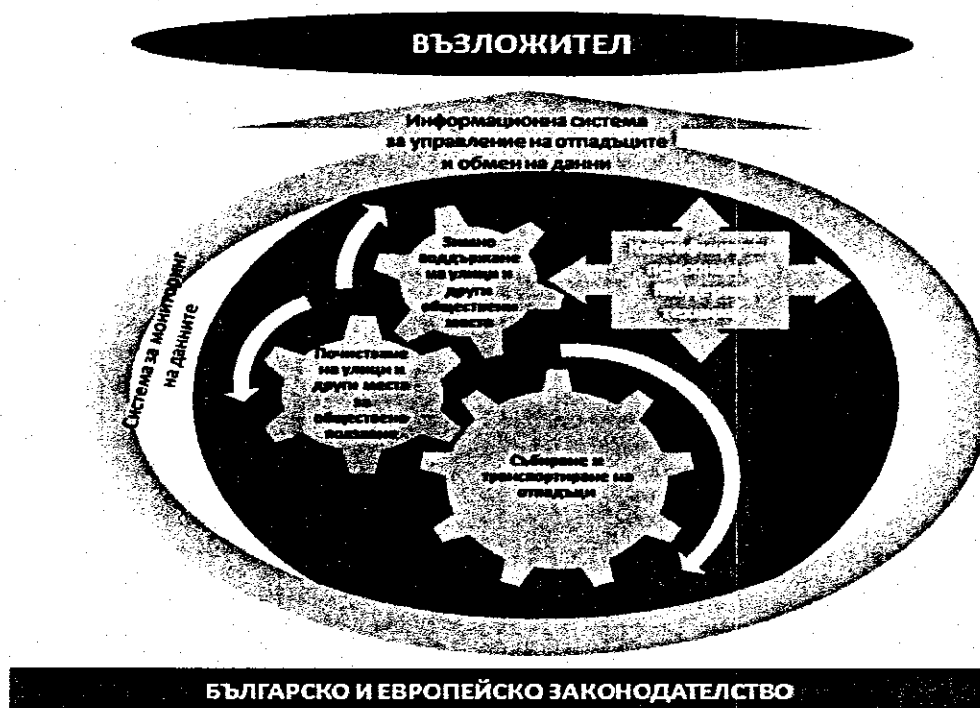 ВЪЗЛОЖИТЕЛ
Информационна система
за управление на отпадъците
и обмен на данни
Система за мониторинг
на данните
Зимно
поддържане
на улици и
други
обществени
места
Почистване
на улици и
други места
за
обществено
ползване
Събиране и
транспортиране на
отпадъци
БЪЛГАРСКО И ЕВРОПЕЙСКО ЗАКОНОДАТЕЛСТВО